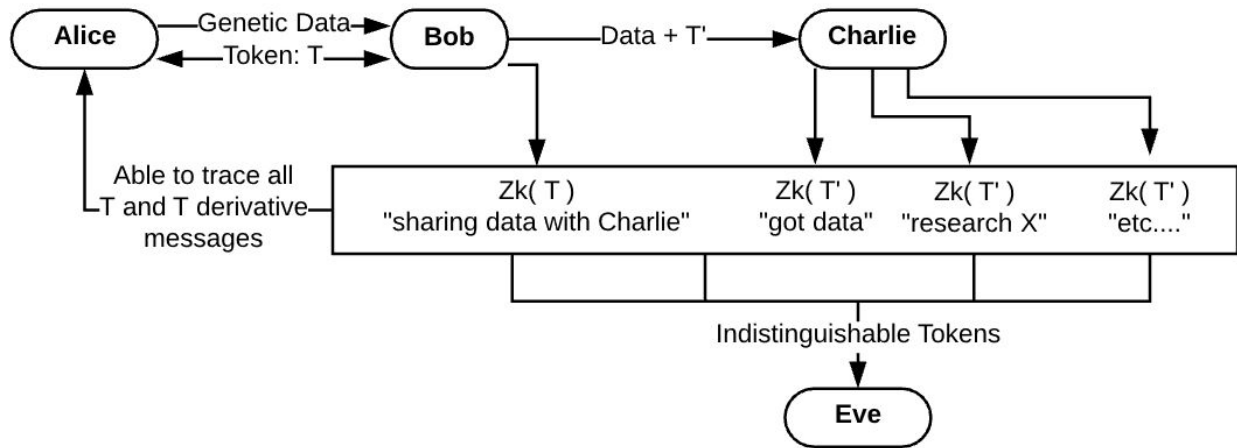 Alice
Genetic Data
Token: T
Bob
Data + T'
Charlie
Able to trace all
T and T derivative
messages
Zk( T )
"sharing data with Charlie"
Zk( T' )
"got data"
Zk( T' )
"research X"
Zk( T' )
"etc...."
Indistinguishable Tokens
Eve